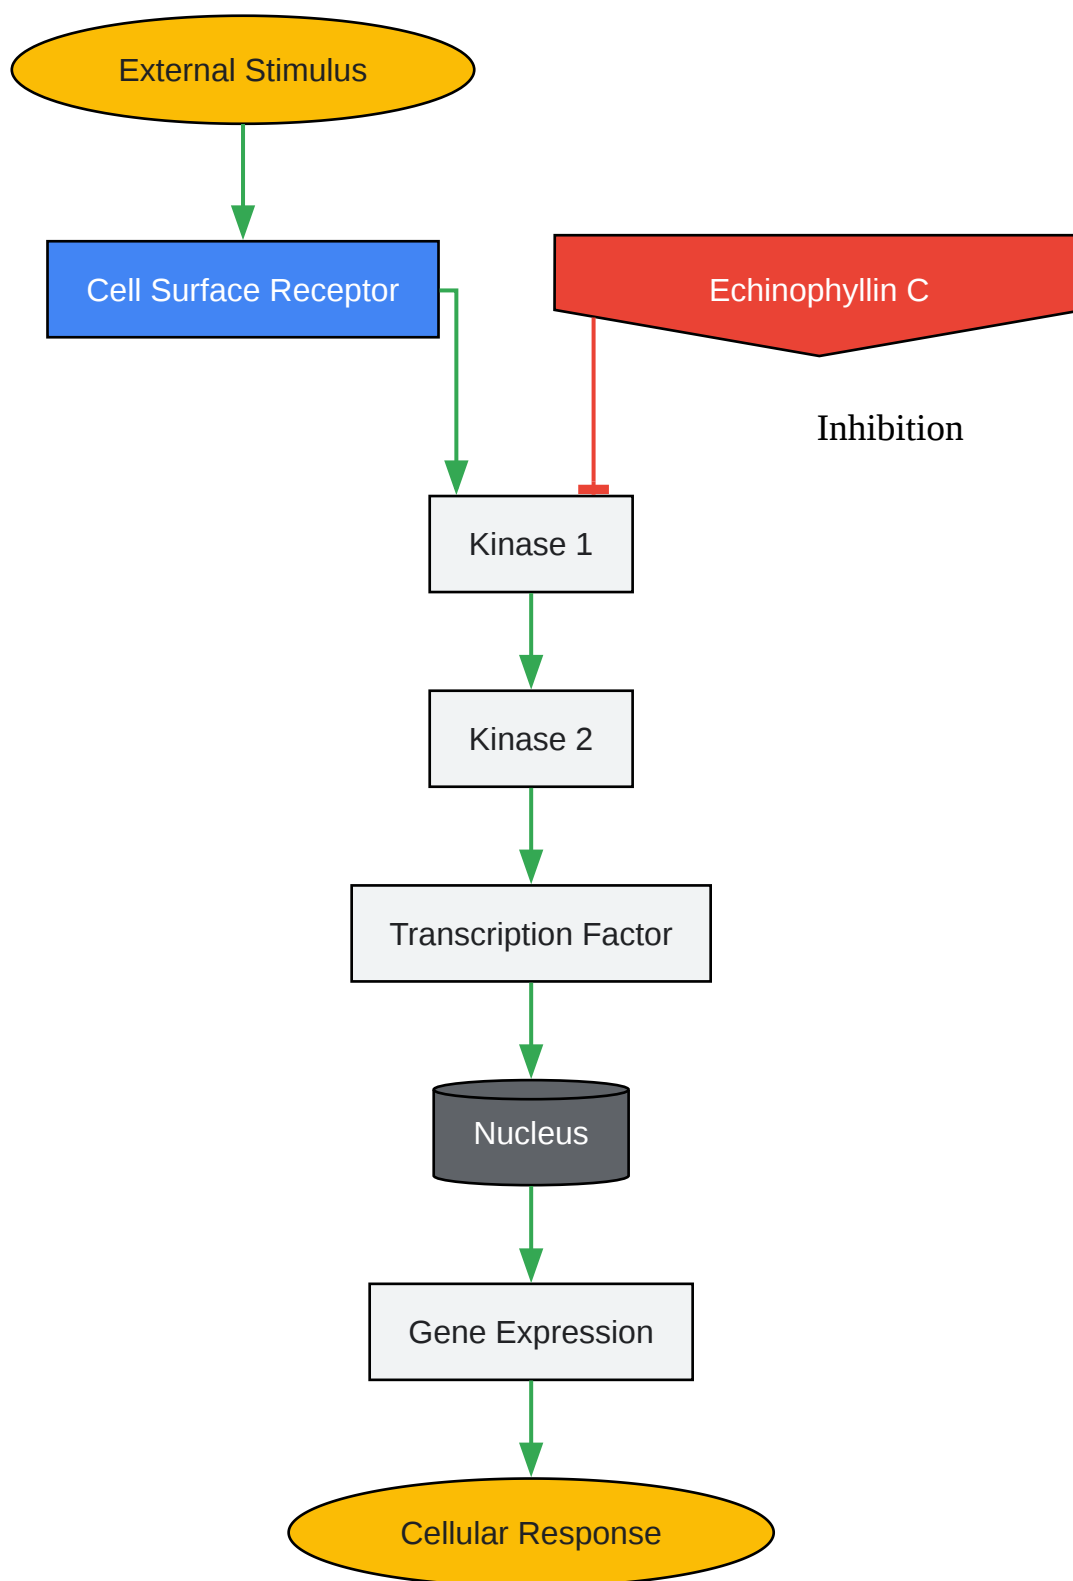 External Stimulus
Cell Surface Receptor
Echinophyllin C
Inhibition
Kinase 1
Kinase 2
Transcription Factor
Nucleus
Gene Expression
Cellular Response